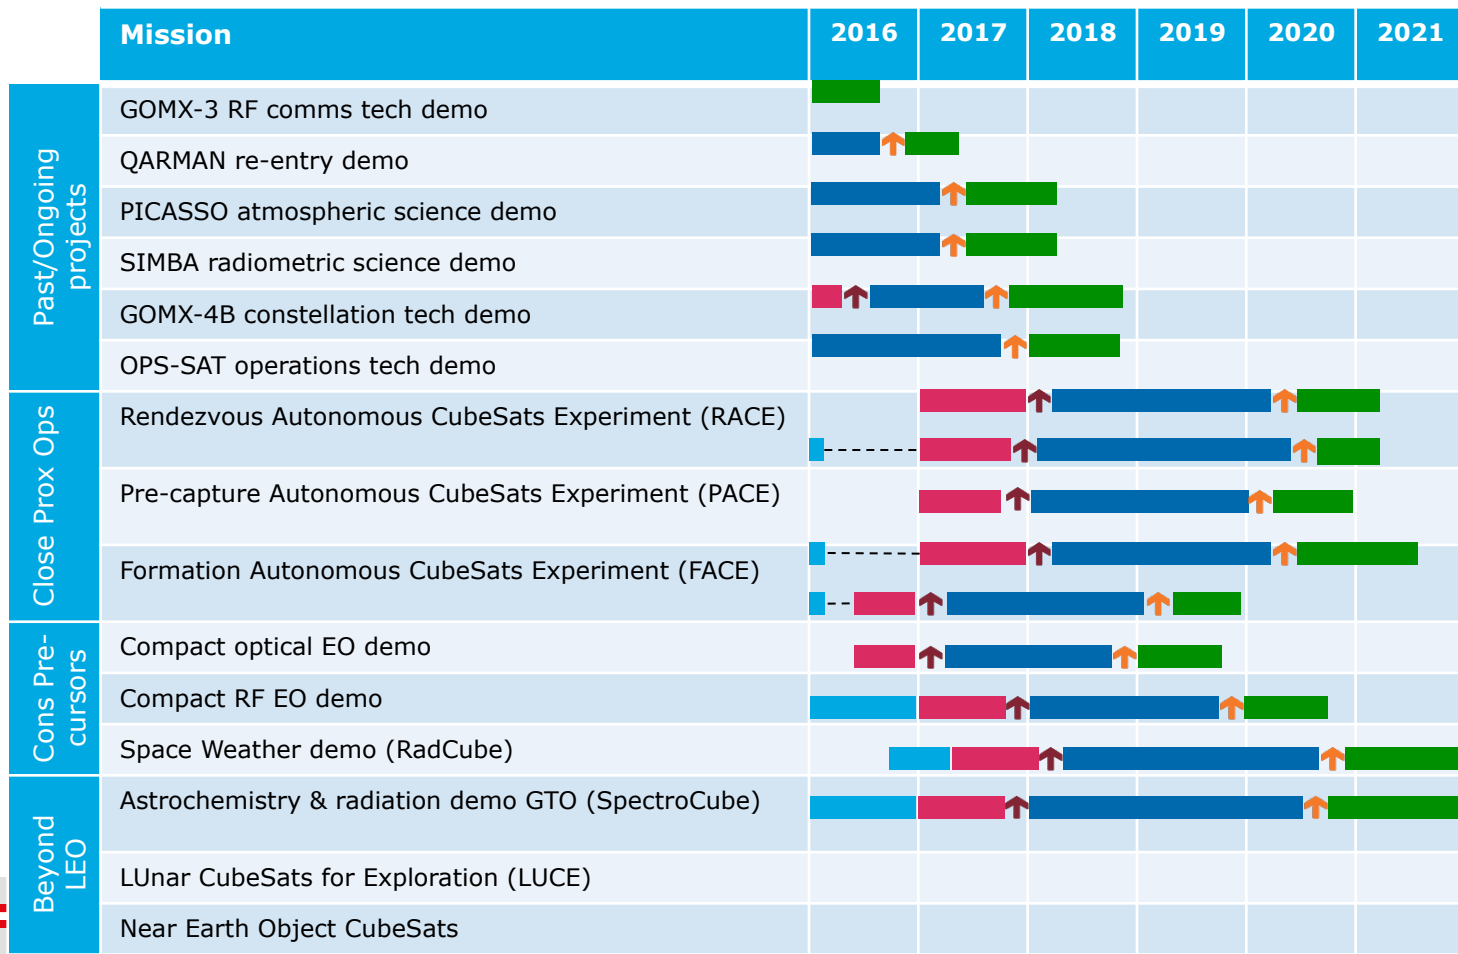 Mission 2016 2017 2018 2019 2020 2021
Past/Ongoing
projects
GOMX-3 RF comms tech demo
QARMAN re-entry demo
PICASSO atmospheric science demo
SIMBA radiometric science demo
GOMX-4B constellation tech demo
OPS-SAT operations tech demo
Close Prox Ops
Rendezvous Autonomous CubeSats Experiment (RACE)
Pre-capture Autonomous CubeSats Experiment (PACE)
Formation Autonomous CubeSats Experiment (FACE)
Cons Pre-
cursors
Compact optical EO demo
Compact RF EO demo
Space Weather demo (RadCube)
Beyond
LEO
Astrochemistry & radiation demo GTO (SpectroCube)
LUnar CubeSats for Exploration (LUCE)
Near Earth Object CubeSats